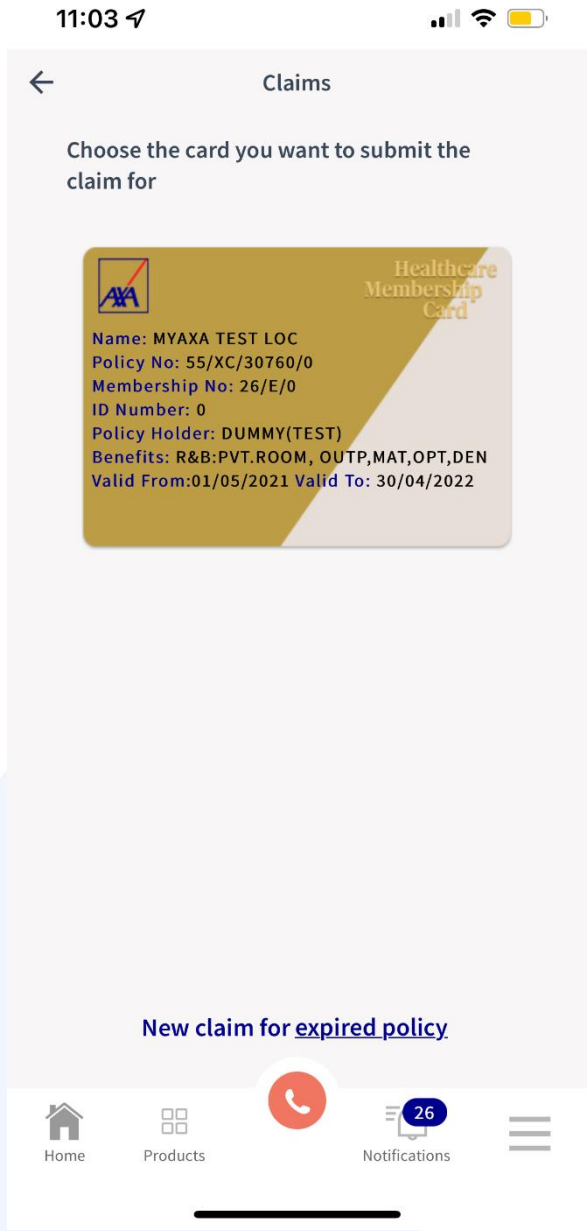 11:03
Claims
Choose the card you want to submit the
claim for
AXA
Healthcare
Membership
Card
Name: MYAXA TEST LOC
Policy No: 55/XC/30760/0
Membership No: 26/E/0
ID Number: 0
Policy Holder: DUMMY(TEST)
Benefits: R&B:PVT.ROOM, OUTP,MAT,OPT,DEN
Valid From:01/05/2021 Valid To: 30/04/2022
New claim for expired policy
26
Home
Products
Notifications